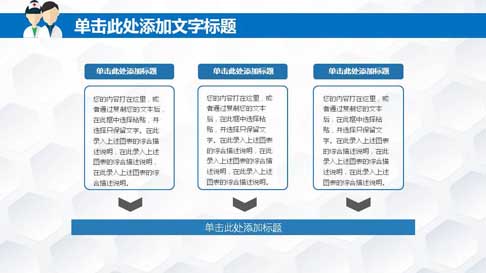 单击此处添加文字标题
单击此处添加标题
单击此处添加标题
单击此处添加标题
您的内容打在这里，或
者通过复制您的文本后，
在此框中选择粘贴，并
选择只保留文字。在此
录入上述图表的综合描
述说明，在此录入上述
图表的综合描述说明，
在此录入上述图表的综
合描述说明。
您的内容打在这里，或
者通过复制您的文本
后，在此框中选择粘
贴，并选择只保留文
字。在此录入上述图表
的综合描述说明，在此
录入上述图表的综合描
述说明，在此录入上述
图表的综合描述说明。
您的内容打在这里，或
者通过复制您的文本
后，在此框中选择粘
贴，并选择只保留文
字。在此录入上述图表
的综合描述说明，在此
录入上述图表的综合描
述说明，在此录入上述
图表的综合描述说明。
单击此处添加标题